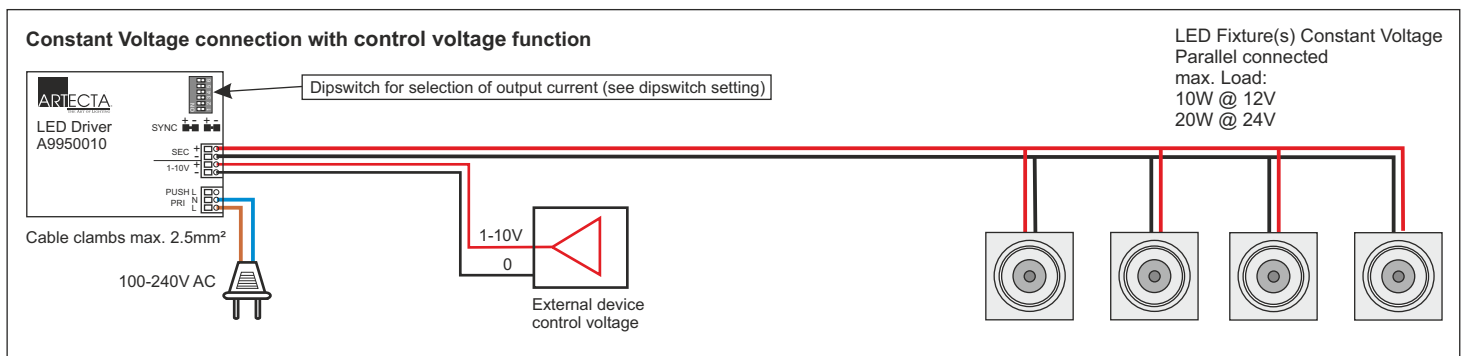 Constant Voltage connection with control voltage function
LED Fixture(s) Constant Voltage
Parallel connected
max. Load:
10W @ 12V
20W @ 24V
Dipswitch for selection of output current (see dipswitch setting)
ARTECTA
LED Driver
A9950010
SYNC
+ - + -
SEC +
-
1-10V +
-
PUSH L
PRI N
L
Cable clambs max. 2.5mm²
100-240V AC
1-10V
0
External device
control voltage